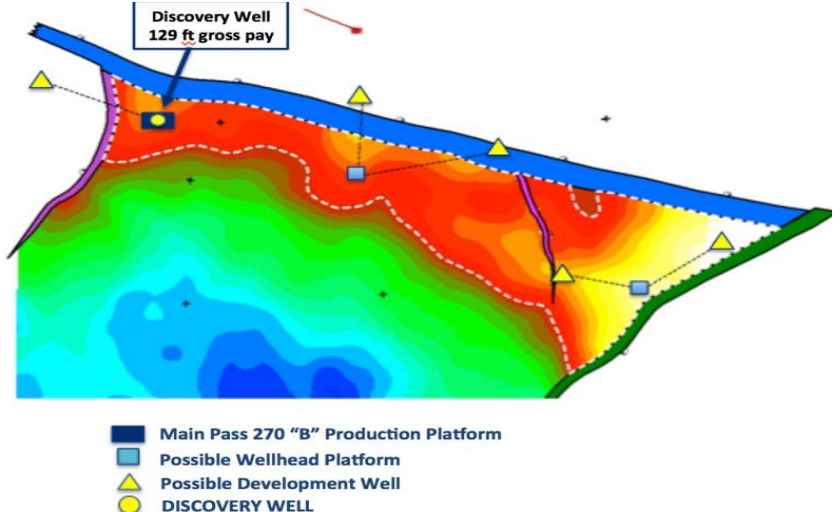 Discovery Well
129 ft gross pay
Main Pass 270 “B” Production Platform
Possible Wellhead Platform
Possible Development Well
DISCOVERY WELL